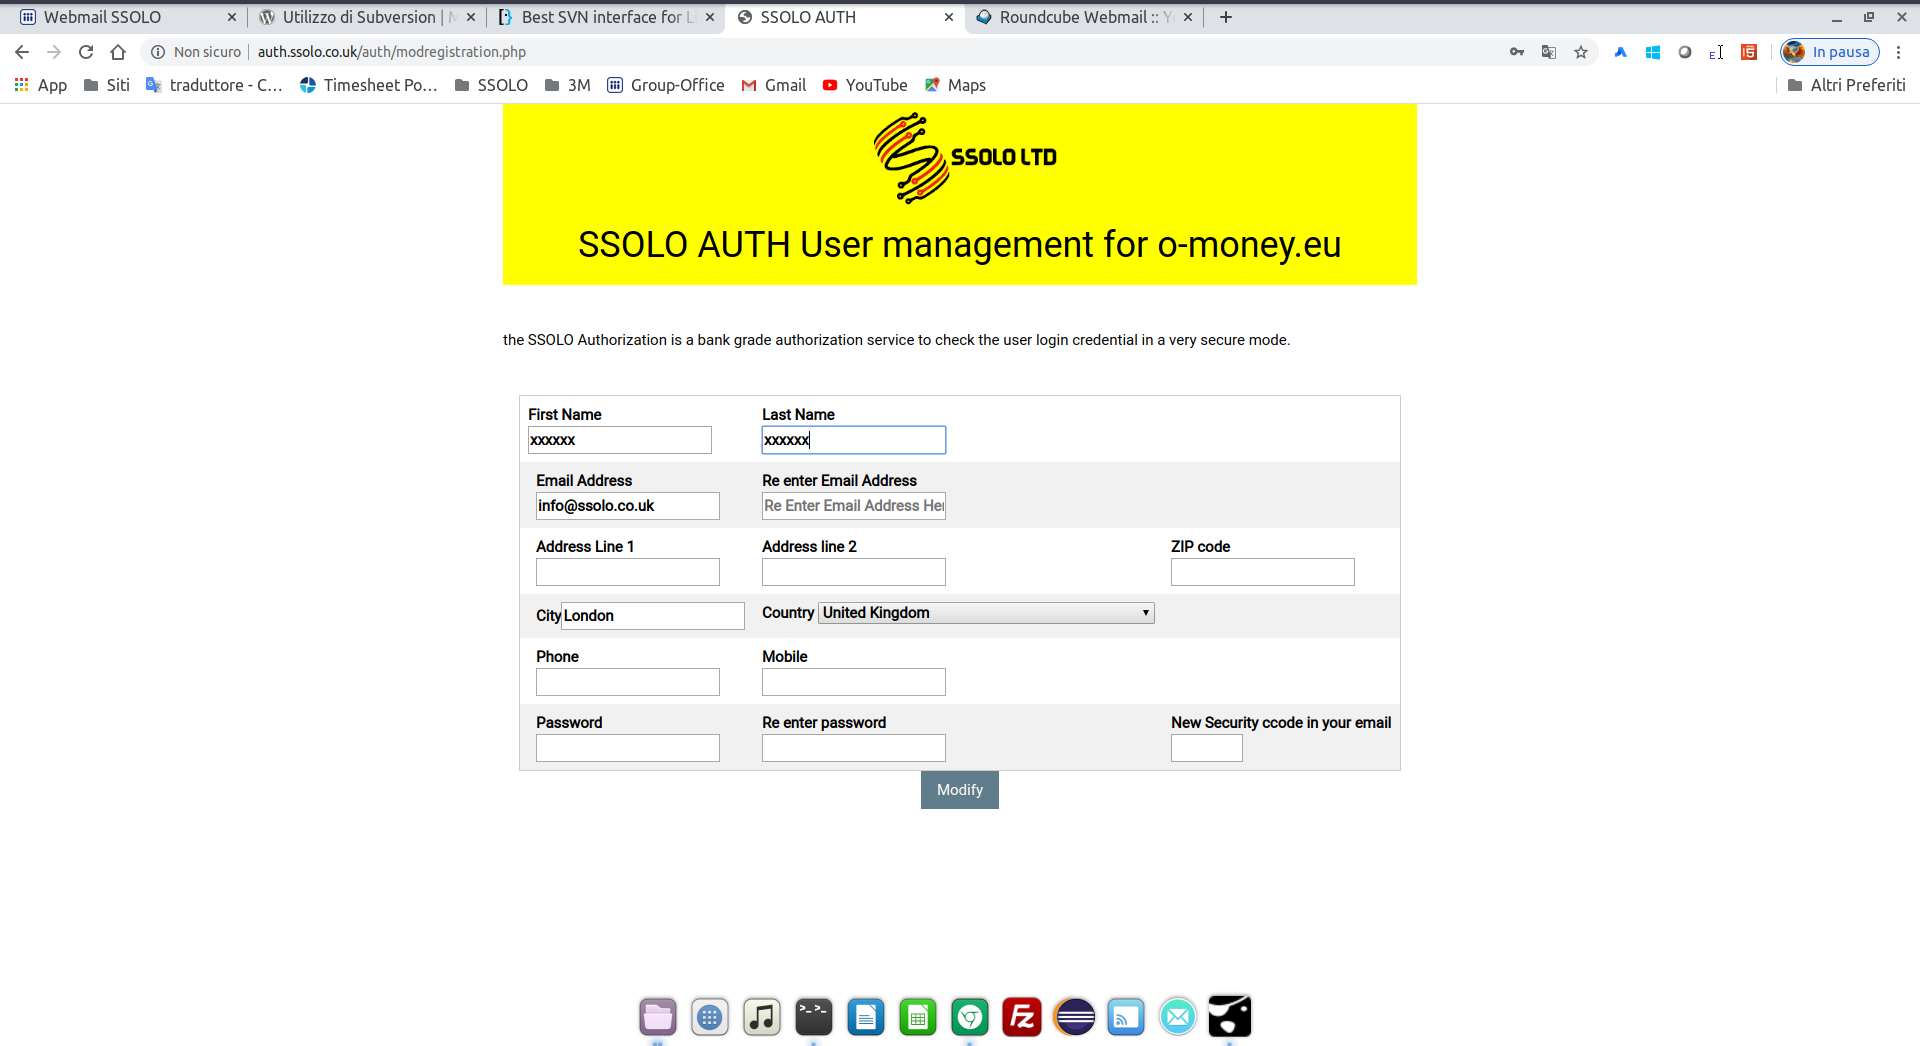 Webmail SSOLO
Utilizzo di Subversion |
Best SVN interface for
SSOLO AUTH
Roundcube Webmail ::
Non sicuro
auth.ssolo.co.uk/auth/modregistration.php
In pausa
App
Siti
traduttore - C...
Timesheet Po...
SSOLO
3M
Group-Office
Gmail
YouTube
Maps
Altri Preferiti
SSOLO LTD
SSOLO AUTH User management for o-money.eu
the SSOLO Authorization is a bank grade authorization service to check the user login credential in a very secure mode.
First Name
Last Name
xxxxxx
xxxxxx
Email Address
Re enter Email Address
info@ssolo.co.uk
Re Enter Email Address
Address Line 1
Address line 2
ZIP code
City
London
Country
United Kingdom
Phone
Mobile
Password
Re enter password
New Security ccode in your email
Modify